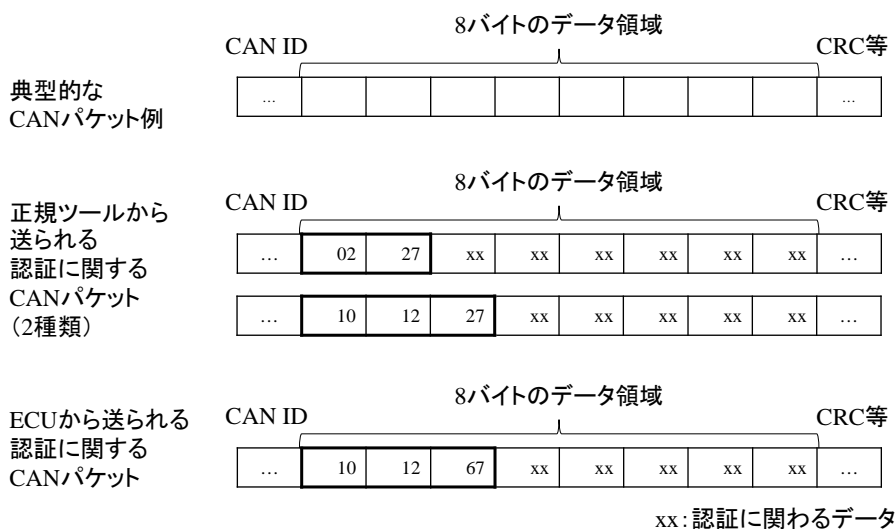 8バイトのデータ領域
CAN ID
CRC等
典型的な
CANパケット例
… …
8バイトのデータ領域
CAN ID
CRC等
正規ツールから
送られる
認証に関する
CANパケット
（2種類）
… 02 27 xx xx xx xx xx xx …
… 10 12 27 xx xx xx xx xx …
8バイトのデータ領域
CAN ID
CRC等
ECUから送られる
認証に関する
CANパケット
… 10 12 67 xx xx xx xx xx …
xx：認証に関わるデータ